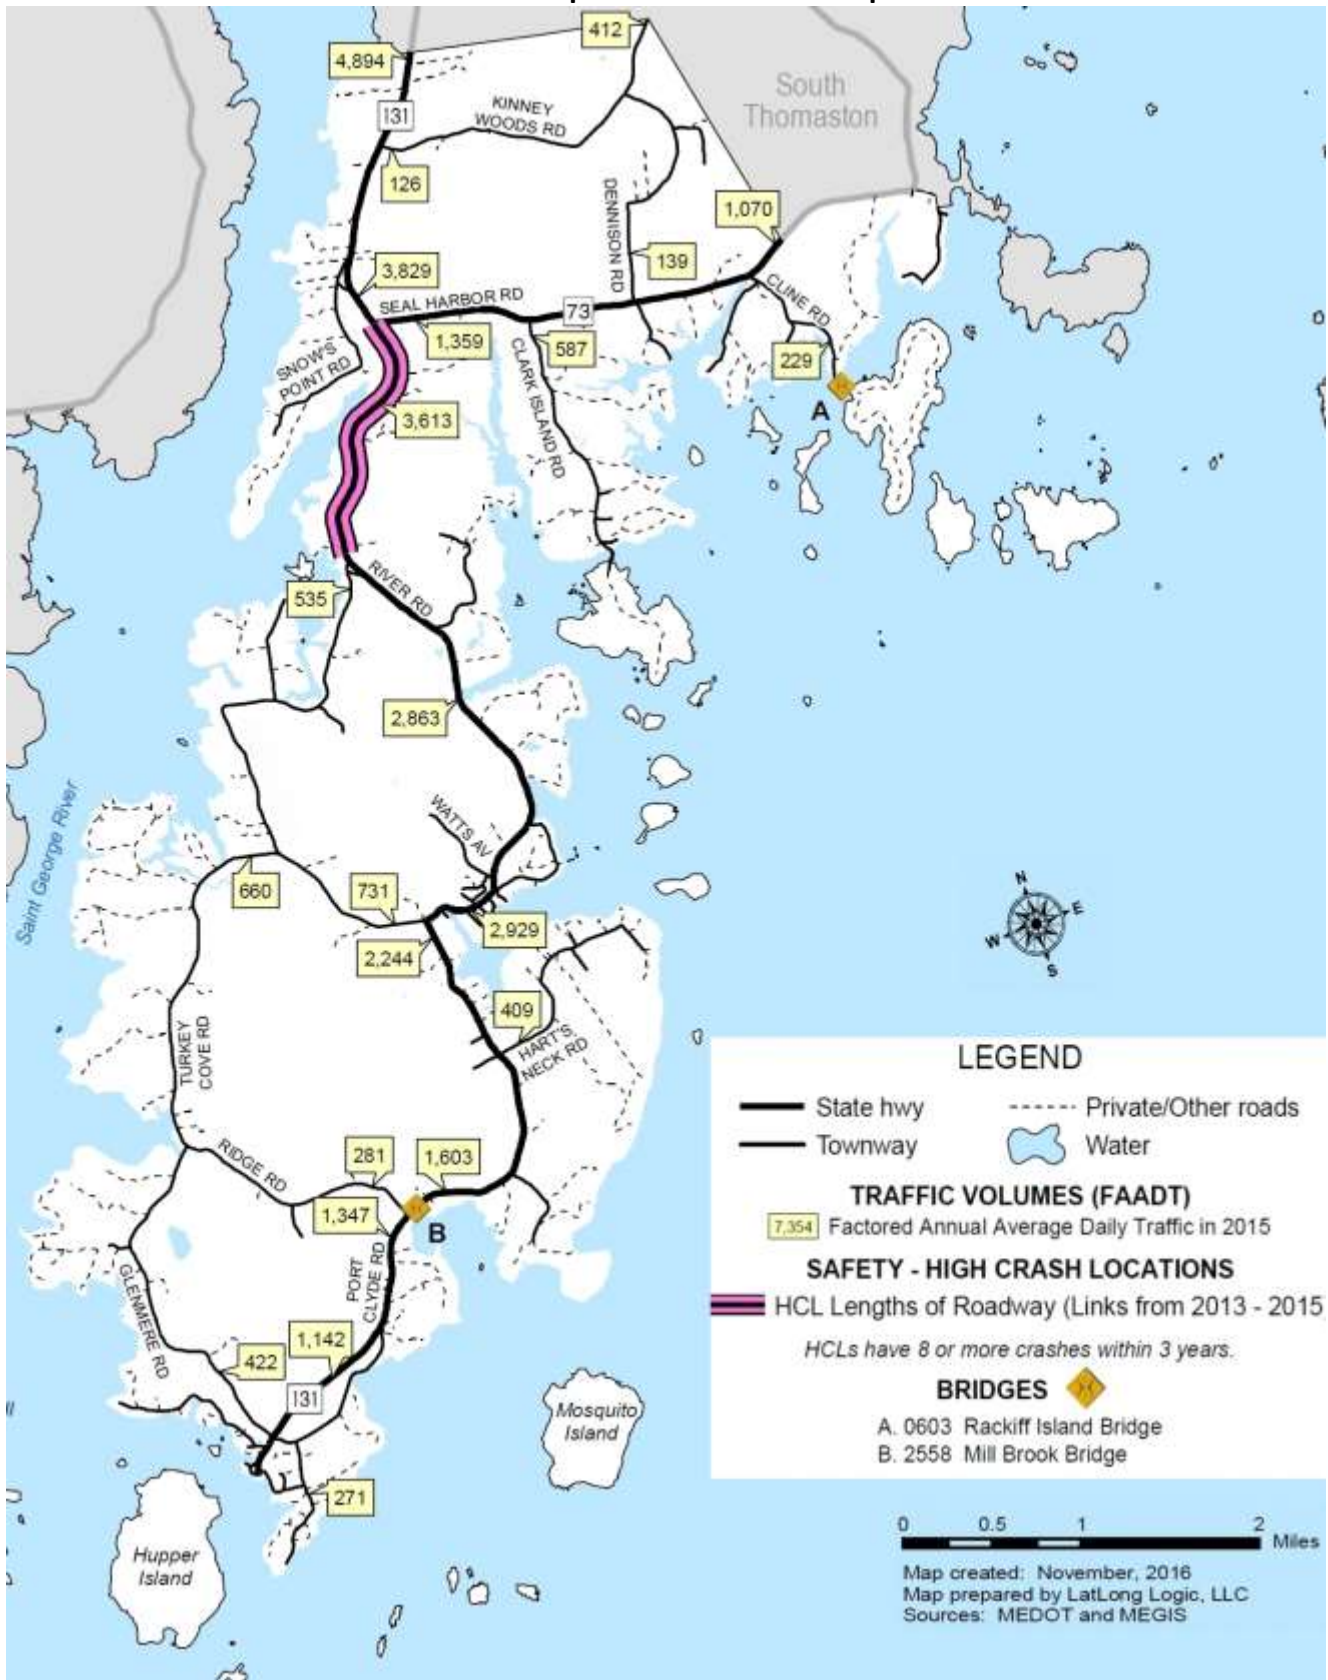 412
4,894
South
Thomaston
131
KINNEY
WOODS RD
126
DENNISON RD
1,070
139
3,829
SEAL HARBOR RD
73
CLINE RD
1,359
587
229
SNOW'S
POINT RD
CLARK ISLAND RD
A
3,613
RIVER RD
535
2,863
Saint George River
WATTS AV
660
731
2,929
2,244
N
E
W
S
409
HART'S
NECK RD
TURKEY
COVE RD
RIDGE RD
281
1,603
1,347
B
PORT
CLYDE RD
GLENMERE RD
1,142
422
131
271
Mosquito
Island
Hupper
Island
LEGEND
State hwy
Private/Other roads
Townway
Water
TRAFFIC VOLUMES (FAADT)
7,354 Factored Annual Average Daily Traffic in 2015
SAFETY - HIGH CRASH LOCATIONS
HCL Lengths of Roadway (Links from 2013 - 2015
HCLs have 8 or more crashes within 3 years.
BRIDGES
A. 0603 Rackiff Island Bridge
B. 2558 Mill Brook Bridge
0 0.5 1 2 Miles
Map created: November, 2016
Map prepared by LatLong Logic, LLC
Sources: MEDOT and MEGIS